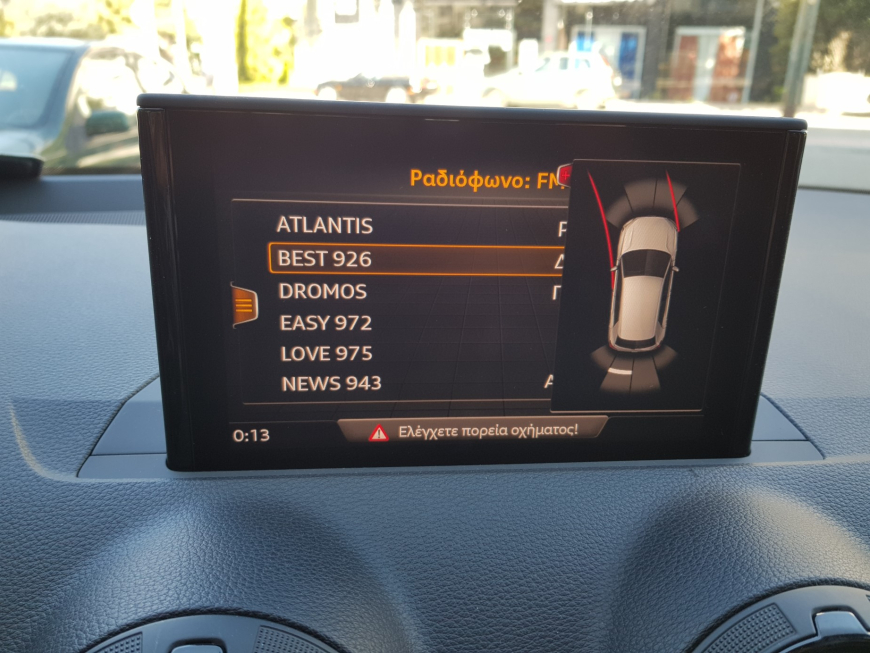 Ραδιόφωνο: FM
ATLANTIS
BEST 926
DROMOS
EASY 972
LOVE 975
NEWS 943
0:13
Ελέγχετε πορεία οχήματος!